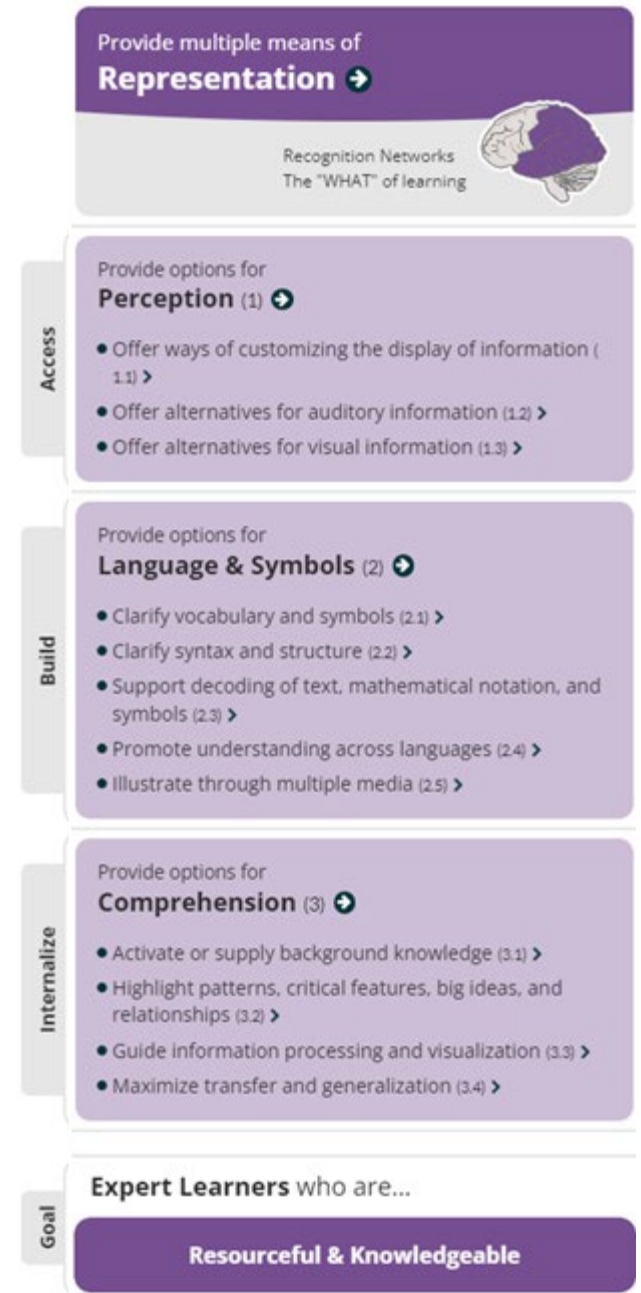 Provide multiple means of
Representation
Recognition Networks
The "WHAT" of learning
Access
Provide options for
Perception (1)
• Offer ways of customizing the display of information (
1.1) >
• Offer alternatives for auditory information (1.2) >
• Offer alternatives for visual information (1.3) >
Build
Provide options for
Language & Symbols (2)
• Clarify vocabulary and symbols (2.1) >
• Clarify syntax and structure (2.2) >
• Support decoding of text, mathematical notation, and
symbols (2.3) >
• Promote understanding across languages (2.4) >
• Illustrate through multiple media (2.5) >
Internalize
Provide options for
Comprehension (3)
• Activate or supply background knowledge (3.1) >
• Highlight patterns, critical features, big ideas, and
relationships (3.2) >
• Guide information processing and visualization (3.3) >
• Maximize transfer and generalization (3.4) >
Goal
Expert Learners who are...
Resourceful & Knowledgeable